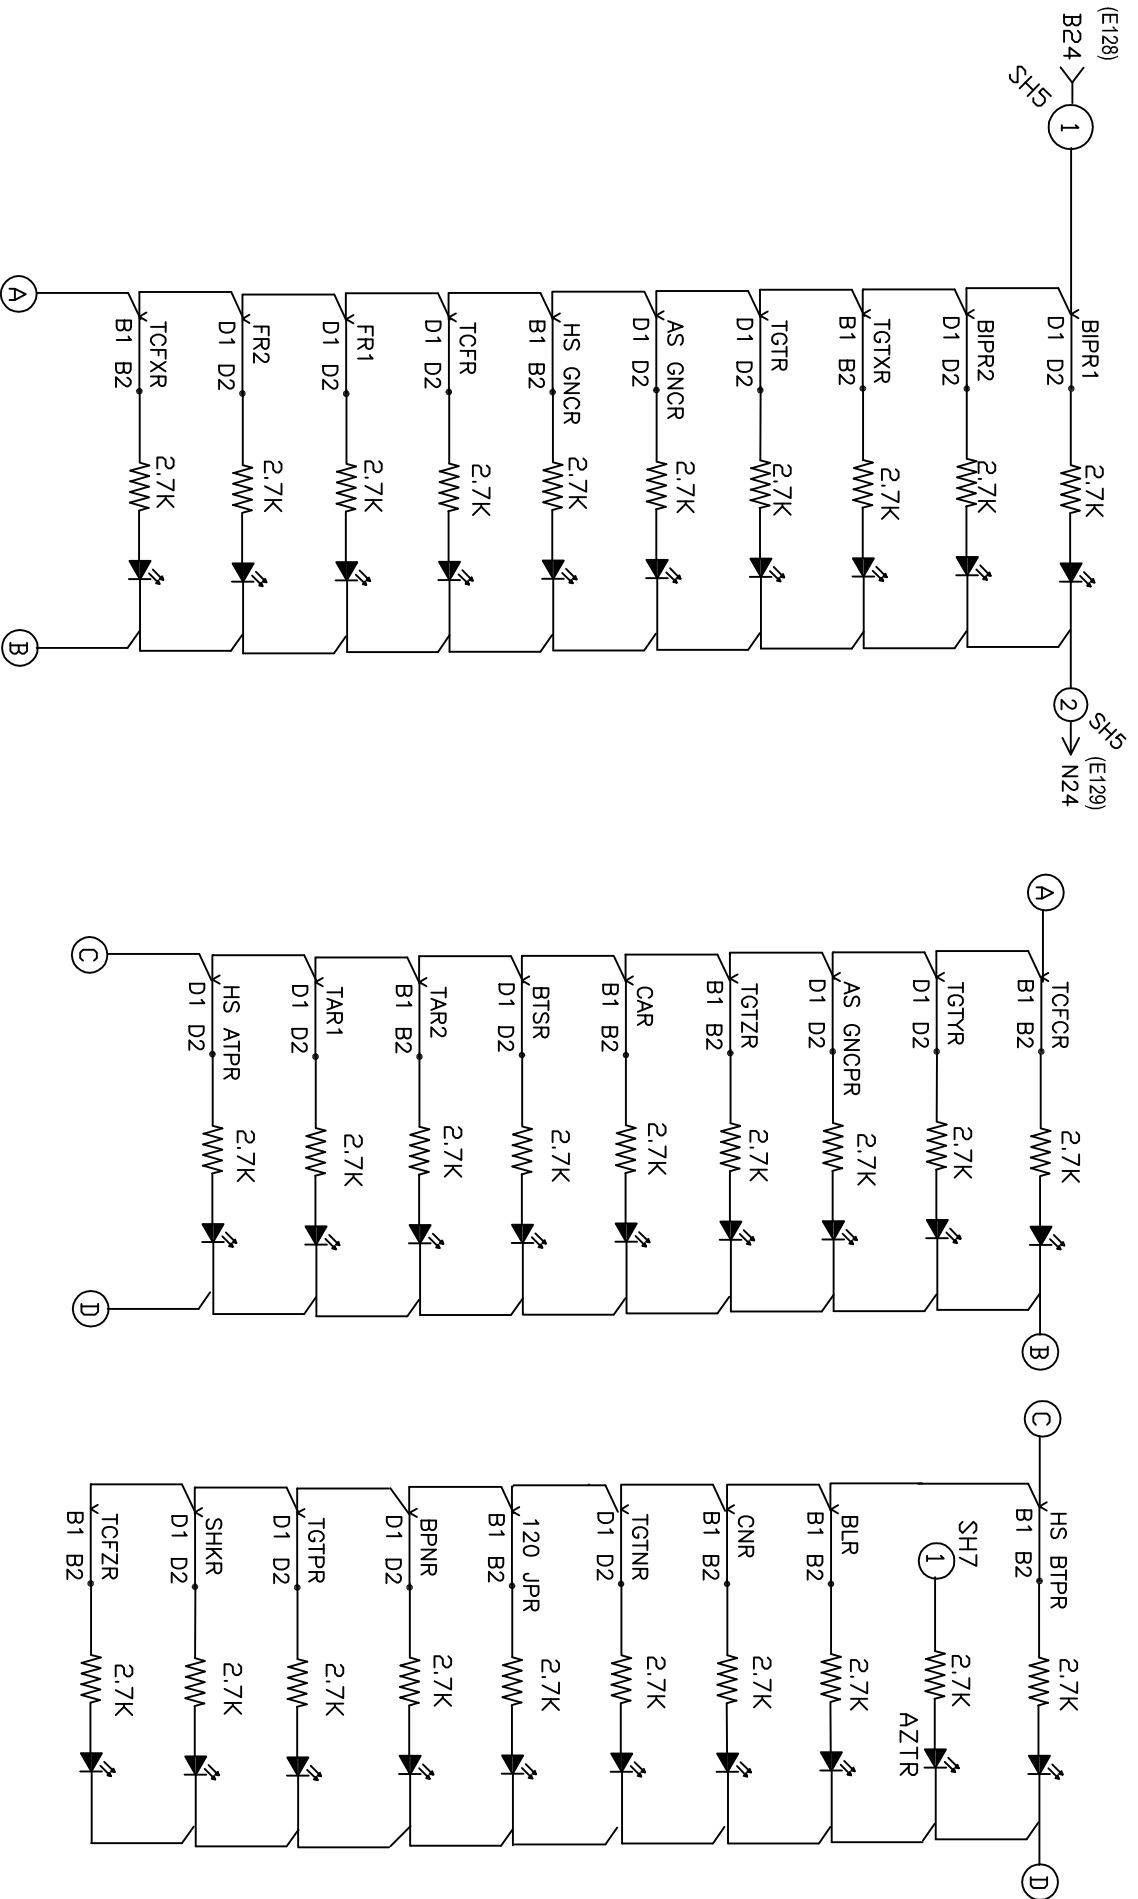 (E128)
B24
SH5
1
BIPR1
D1 D2
2.7K
2
SH5
(E129)
N24
BIPR2
D1 D2
2.7K
TGTXR
B1 B2
2.7K
TGTR
D1 D2
2.7K
AS GNCR
D1 D2
2.7K
HS GNCR
B1 B2
2.7K
TCFR
D1 D2
2.7K
FR1
D1 D2
2.7K
FR2
D1 D2
2.7K
TCFXR
B1 B2
2.7K
A
B
A
TCFCR
B1 B2
2.7K
B
TGTYR
D1 D2
2.7K
AS GNCPR
D1 D2
2.7K
TGTZR
B1 B2
2.7K
CAR
B1 B2
2.7K
BTSR
D1 D2
2.7K
TAR2
B1 B2
2.7K
TAR1
D1 D2
2.7K
HS ATPR
D1 D2
2.7K
C
D
C
HS BTPR
B1 B2
2.7K
D
SH7
1
2.7K
AZTR
BLR
B1 B2
2.7K
CNR
B1 B2
2.7K
TGTNR
D1 D2
2.7K
120 JPR
B1 B2
2.7K
BPNR
D1 D2
2.7K
TGTPR
D1 D2
2.7K
SHKR
D1 D2
2.7K
TCFZR
B1 B2
2.7K